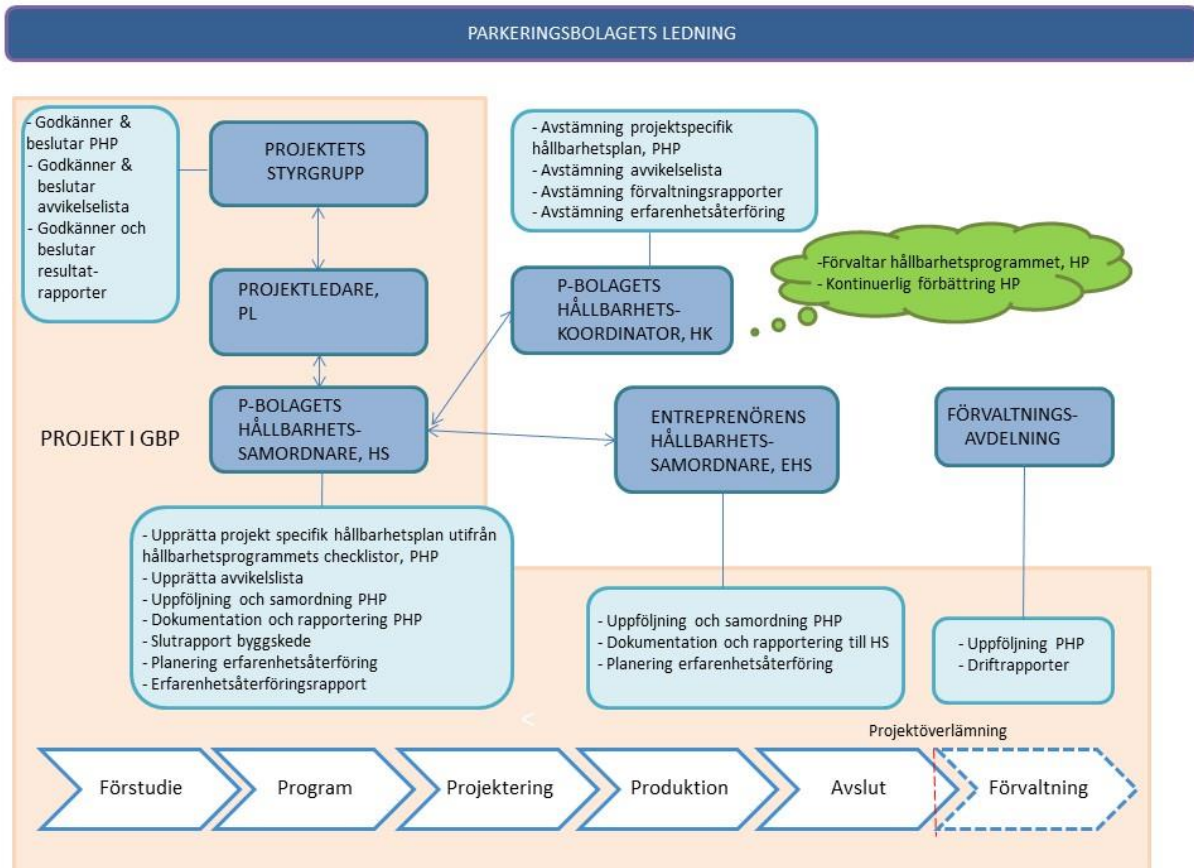 PARKERINGSBOLAGETS LEDNING
- Godkänner &
beslutar PHP
- Godkänner &
beslutar
avvikelselista
- Godkänner och
beslutar
resultat-
rapporter
PROJEKTETS
STYRGRUPP
- Avstämning projektspecifik
hållbarhetsplan, PHP
- Avstämning avvikelselista
- Avstämning förvaltningsrapporter
- Avstämning erfarenhetsåterföring
PROJEKTLEDARE,
PL
P-BOLAGETS
HÅLLBARHETS-
KOORDINATOR, HK
-Förvaltar hållbarhetsprogrammet, HP
- Kontinuerlig förbättring HP
PROJEKT I GBP
P-BOLAGETS
HÅLLBARHETS-
SAMORDNARE, HS
ENTREPRENÖRENS
HÅLLBARHETS-
SAMORDNARE, EHS
FÖRVALTNINGS-
AVDELNING
- Upprätta projekt specifik hållbarhetsplan utifrån
hållbarhetsprogrammets checklistor, PHP
- Upprätta avvikelslista
- Uppföljning och samordning PHP
- Dokumentation och rapportering PHP
- Slutrapport byggskede
- Planering erfarenhetsåterföring
- Erfarenhetsåterföringsrapport
- Uppföljning och samordning PHP
- Dokumentation och rapportering till HS
- Planering erfarenhetsåterföring
- Uppföljning PHP
- Driftrapporter
<
Projektöverlämning
Förstudie
Program
Projektering
Produktion
Avslut
Förvaltning